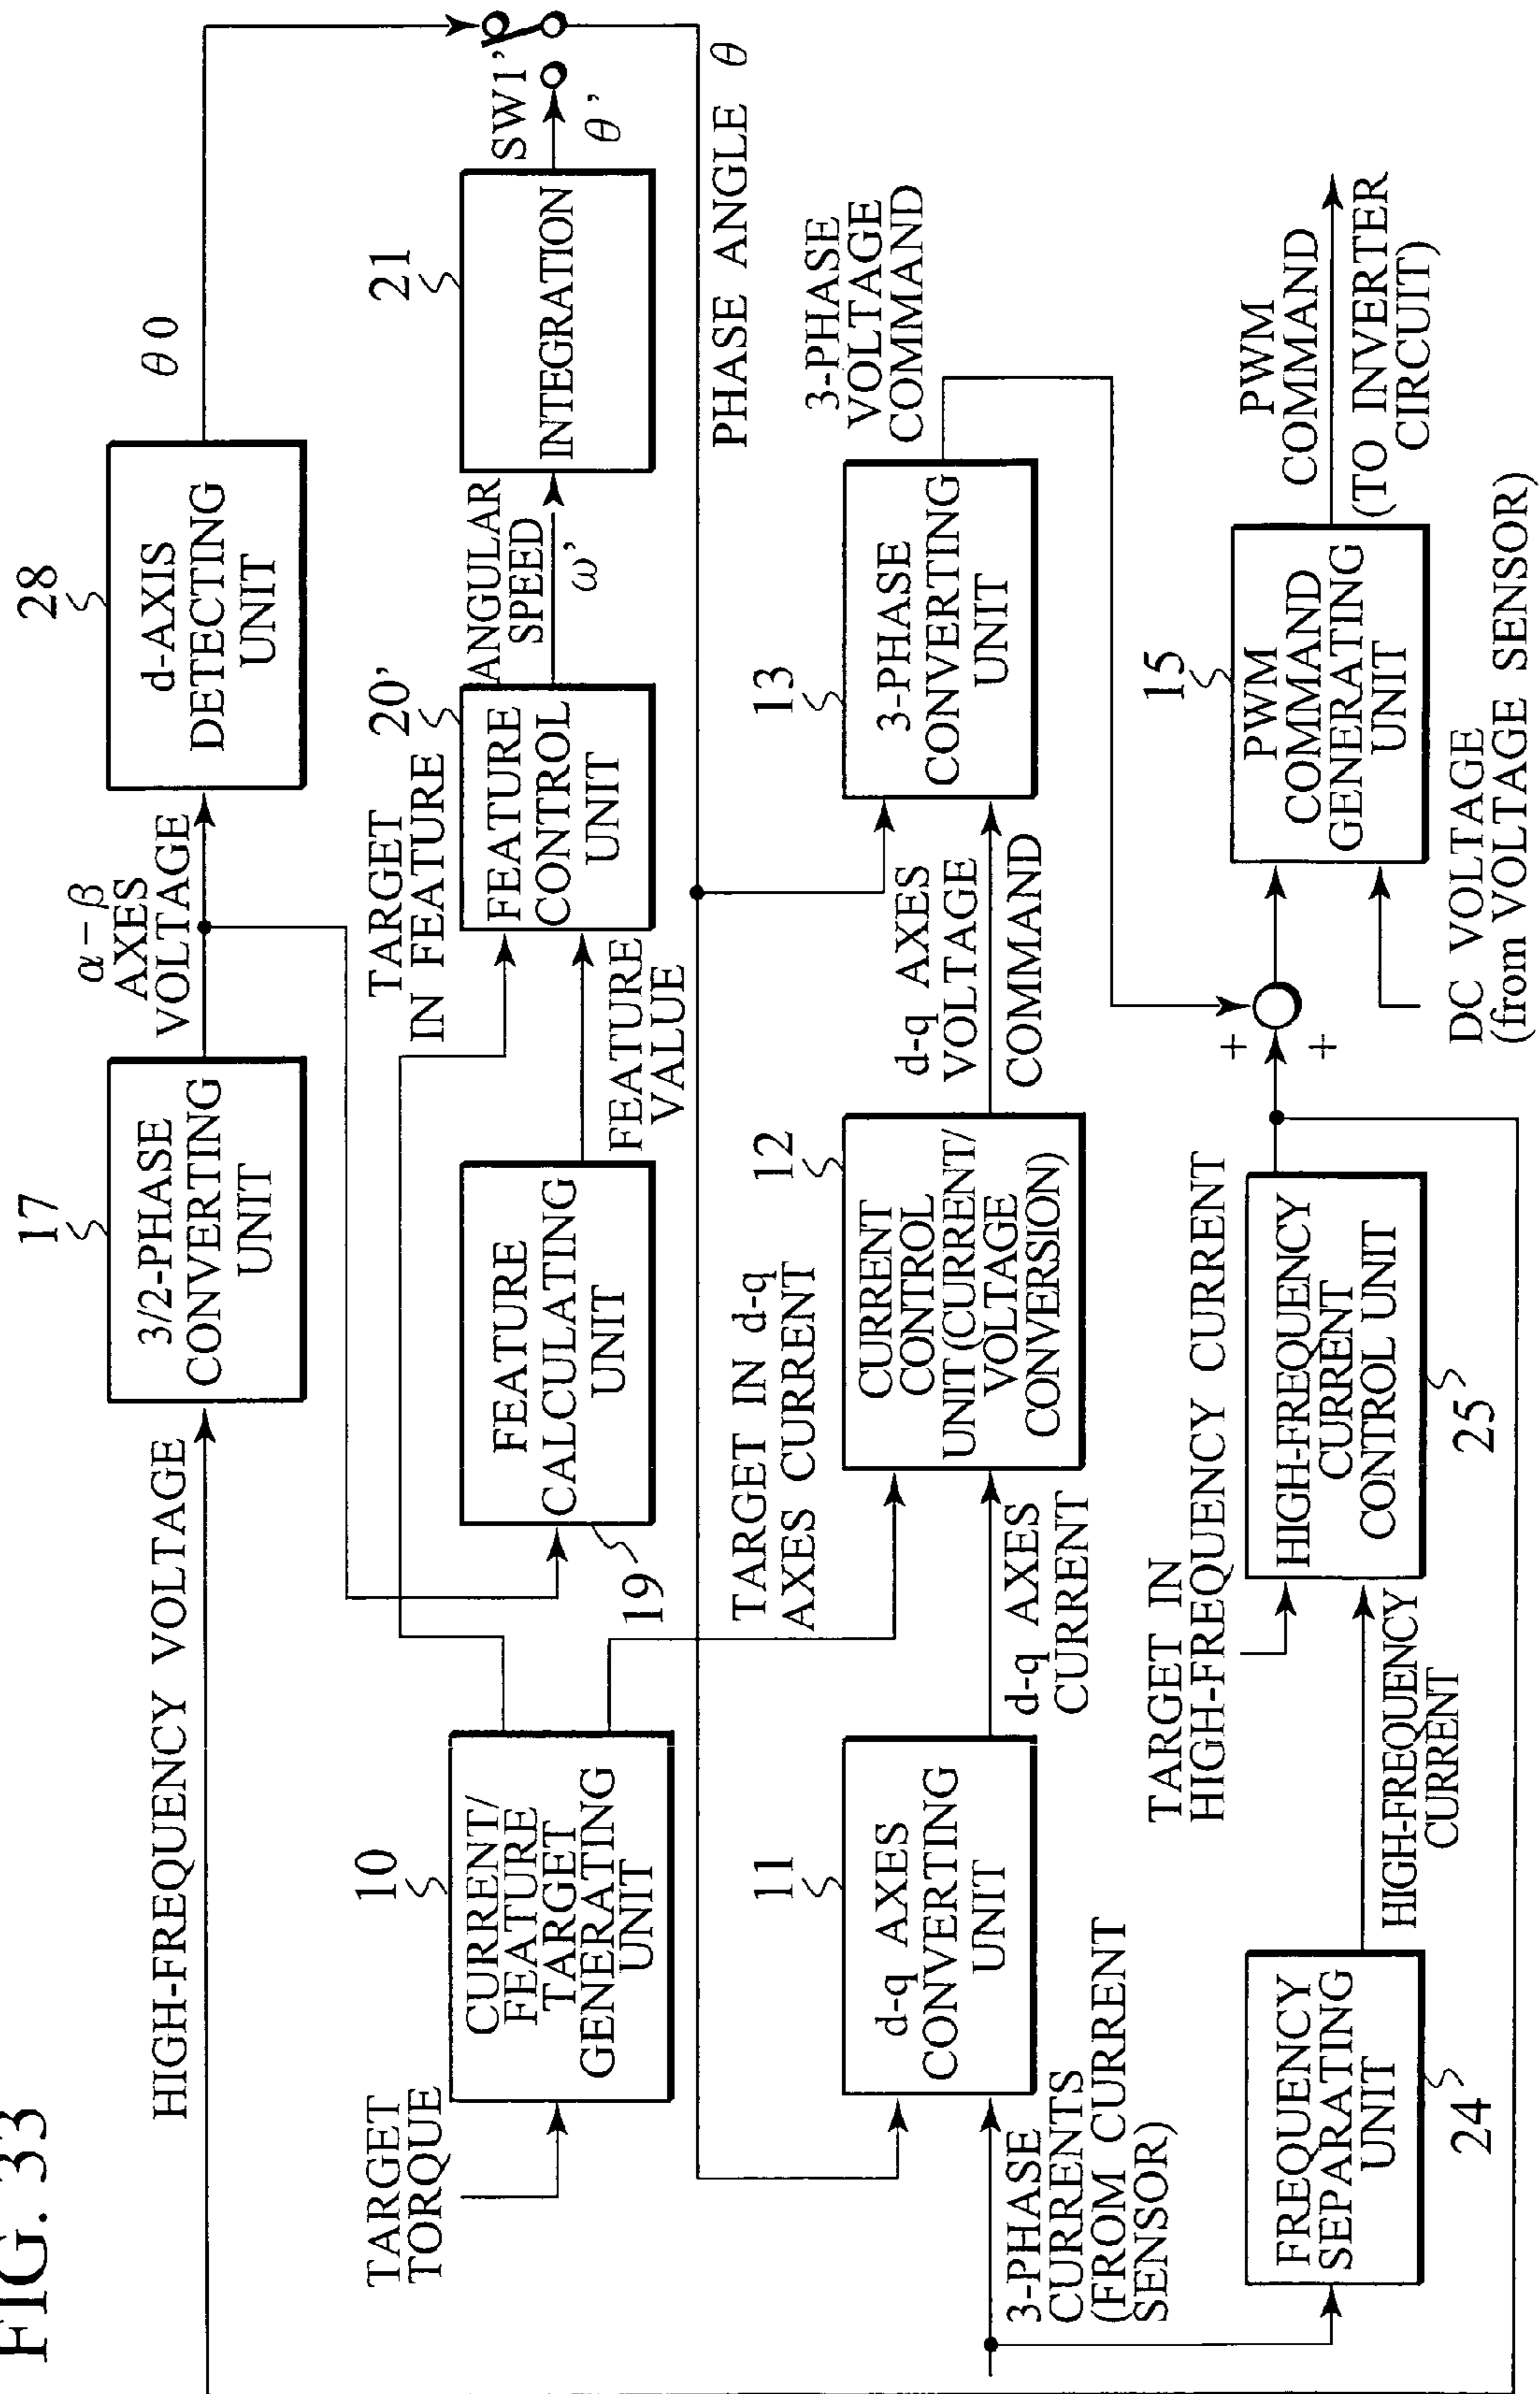 FIG. 33
HIGH-FREQUENCY VOLTAGE
17
3/2-PHASE
CONVERTING
UNIT
α-β
AXES
VOLTAGE
28
d-AXIS
DETECTING
UNIT
θ0
TARGET
TORQUE
10
CURRENT/
FEATURE
TARGET
GENERATING
UNIT
19
FEATURE
CALCULATING
UNIT
FEATURE
VALUE
TARGET
IN FEATURE
20'
FEATURE
CONTROL
UNIT
ANGULAR
SPEED
ω'
21
INTEGRATION
SW1'
θ'
PHASE ANGLE θ
TARGET IN d-q
AXES CURRENT
3-PHASE
CURRENTS
(FROM CURRENT
SENSOR)
11
d-q AXES
CONVERTING
UNIT
d-q AXES
CURRENT
12
CURRENT
CONTROL
UNIT (CURRENT/
VOLTAGE
CONVERSION)
d-q AXES
VOLTAGE
COMMAND
13
3-PHASE
CONVERTING
UNIT
3-PHASE
VOLTAGE
COMMAND
FREQUENCY
SEPARATING
UNIT
24
HIGH-FREQUENCY
CURRENT
TARGET IN
HIGH-FREQUENCY CURRENT
HIGH-FREQUENCY
CURRENT
CONTROL UNIT
25
+
+
DC VOLTAGE
(from VOLTAGE SENSOR)
15
PWM
COMMAND
GENERATING
UNIT
PWM
COMMAND
(TO INVERTER
CIRCUIT)